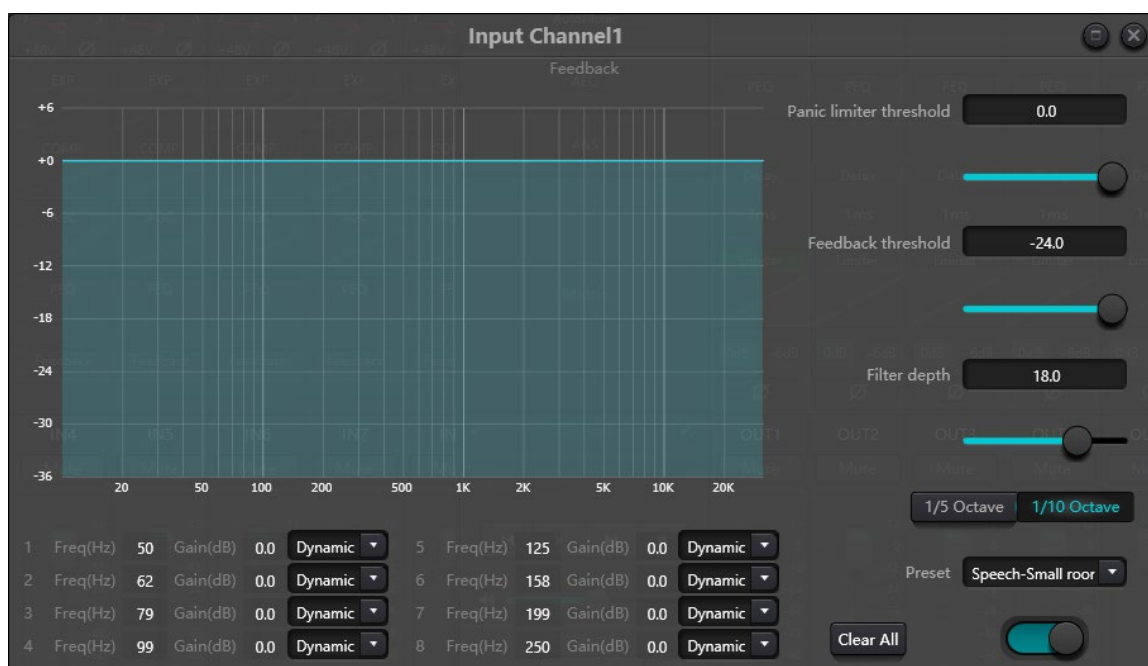 Input Channel1
Feedback
+6
+0
-6
-12
-18
-24
-30
-36
20 50 100 200 500 1K 2K 5K 10K 20K
Panic limiter threshold 0.0
Feedback threshold -24.0
Filter depth 18.0
1/5 Octave 1/10 Octave
Preset Speech-Small roor
Clear All
1 Freq(Hz) 50 Gain(dB) 0.0 Dynamic 5 Freq(Hz) 125 Gain(dB) 0.0 Dynamic
2 Freq(Hz) 62 Gain(dB) 0.0 Dynamic 6 Freq(Hz) 158 Gain(dB) 0.0 Dynamic
3 Freq(Hz) 79 Gain(dB) 0.0 Dynamic 7 Freq(Hz) 199 Gain(dB) 0.0 Dynamic
4 Freq(Hz) 99 Gain(dB) 0.0 Dynamic 8 Freq(Hz) 250 Gain(dB) 0.0 Dynamic